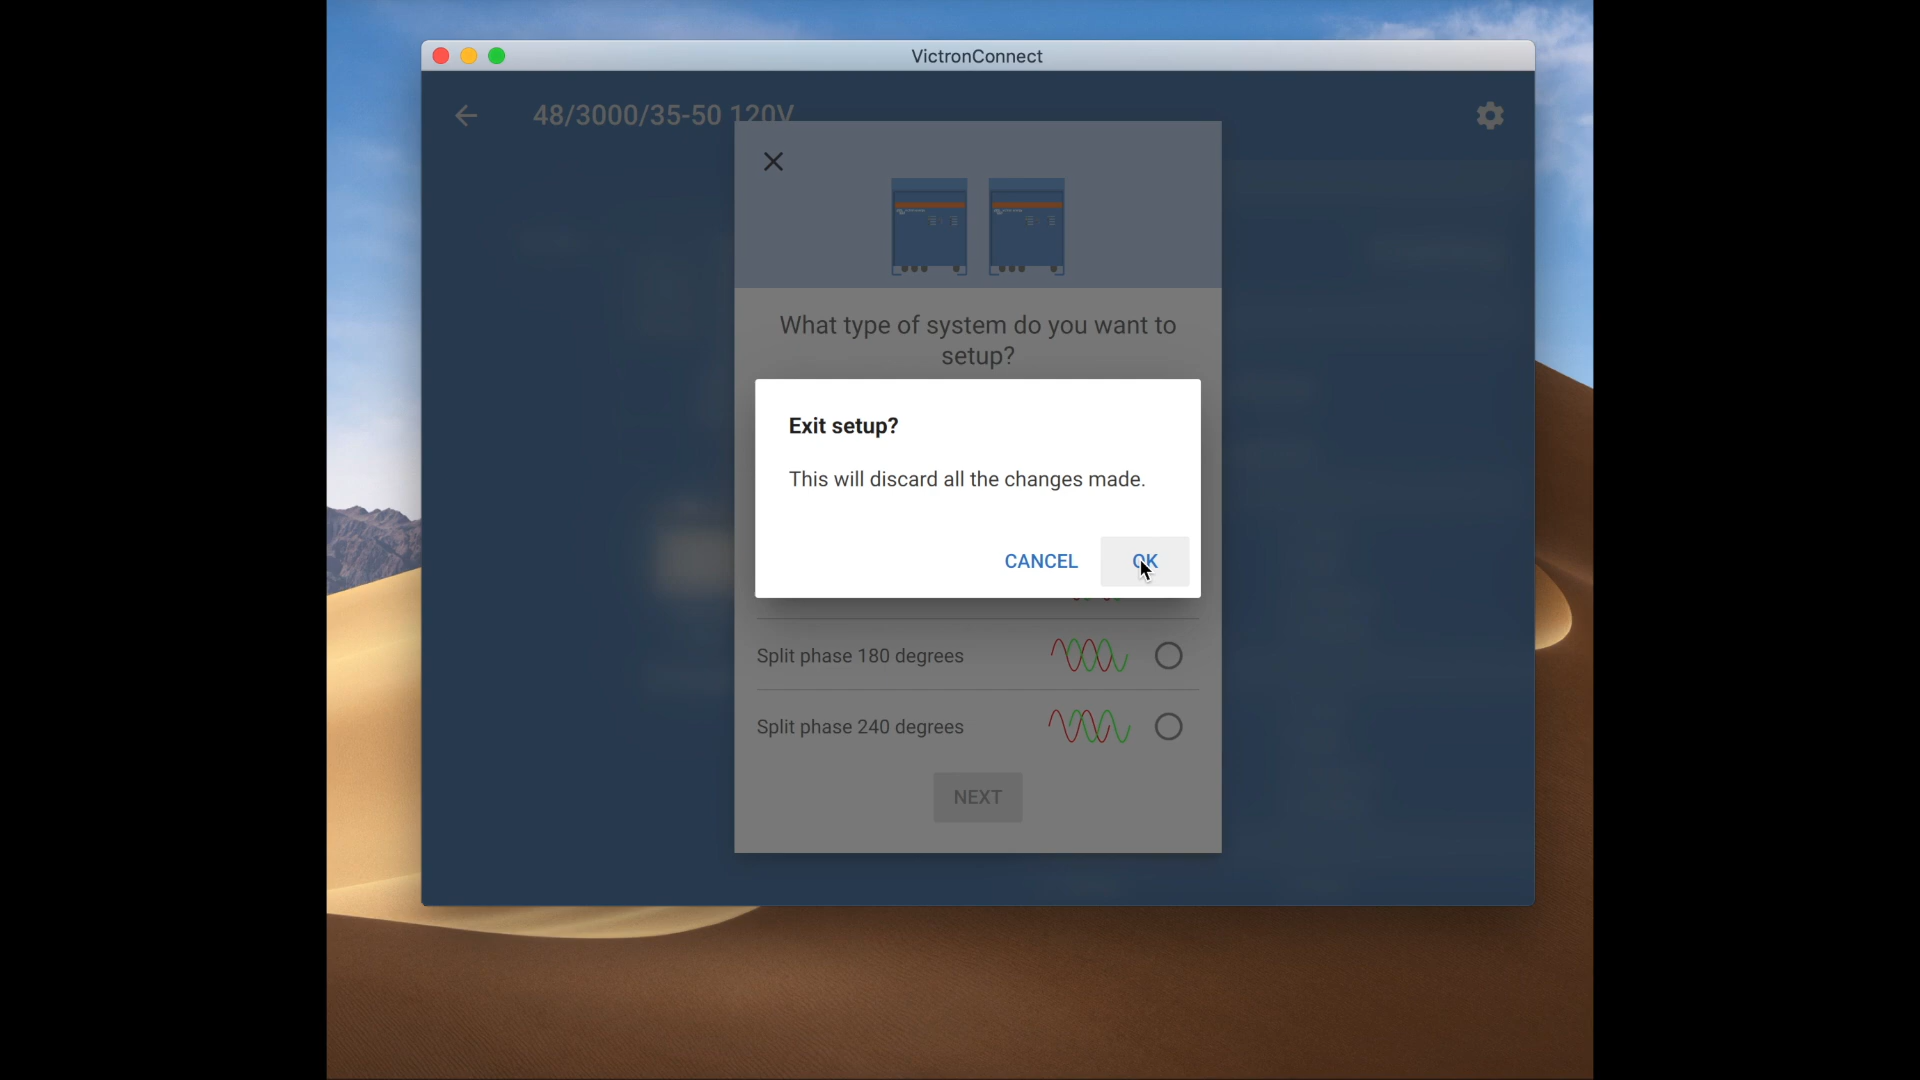 VictronConnect
48/3000/35-50 120V
What type of system do you want to
setup?
Exit setup?
This will discard all the changes made.
CANCEL
OK
Split phase 180 degrees
Split phase 240 degrees
NEXT